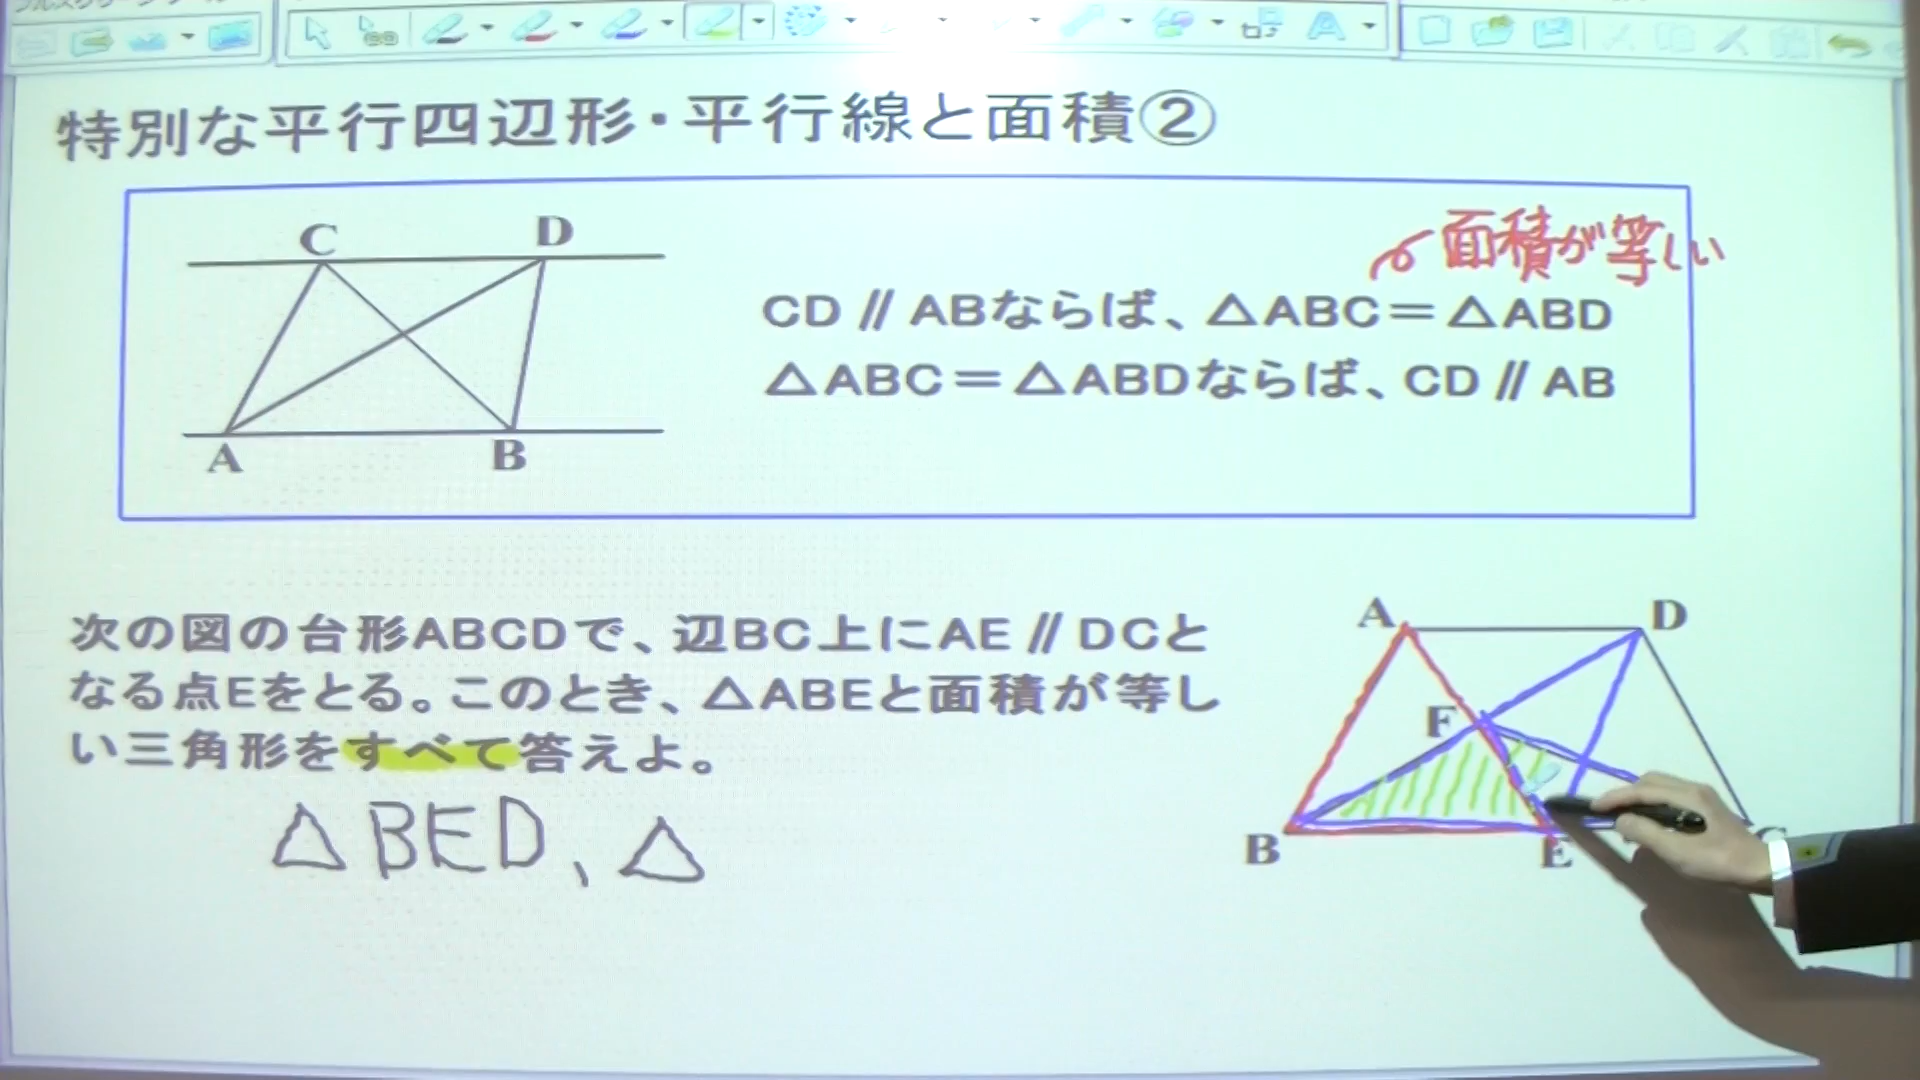 特別な平行四辺形・平行線と面積②
C
D
面積が等しい
CD∥ABならば、△ABC=△ABD
△ABC=△ABDならば、CD∥AB
A
B
次の図の台形ABCDで、辺BC上にAE∥DCと
なる点Eをとる。このとき、△ABEと面積が等し
い三角形をすべて答えよ。
△BED、△
A
D
F
B
E
C